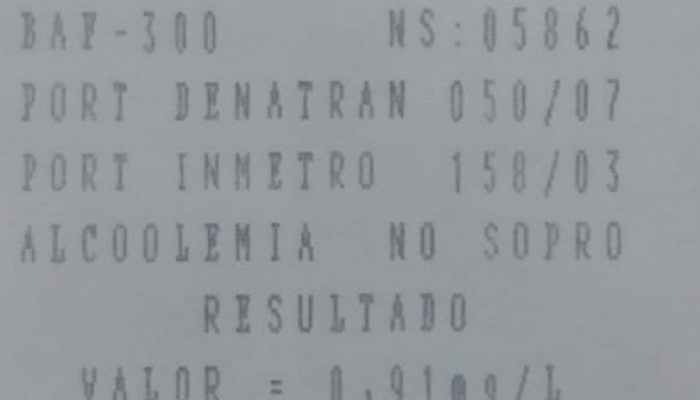 BAF-300 NS:05862
PORT DENATRAN 050/07
PORT INMETRO 158/03
ALCOOLEMIA NO SOPRO
RESULTADO
VALOR = 0,91mg/L